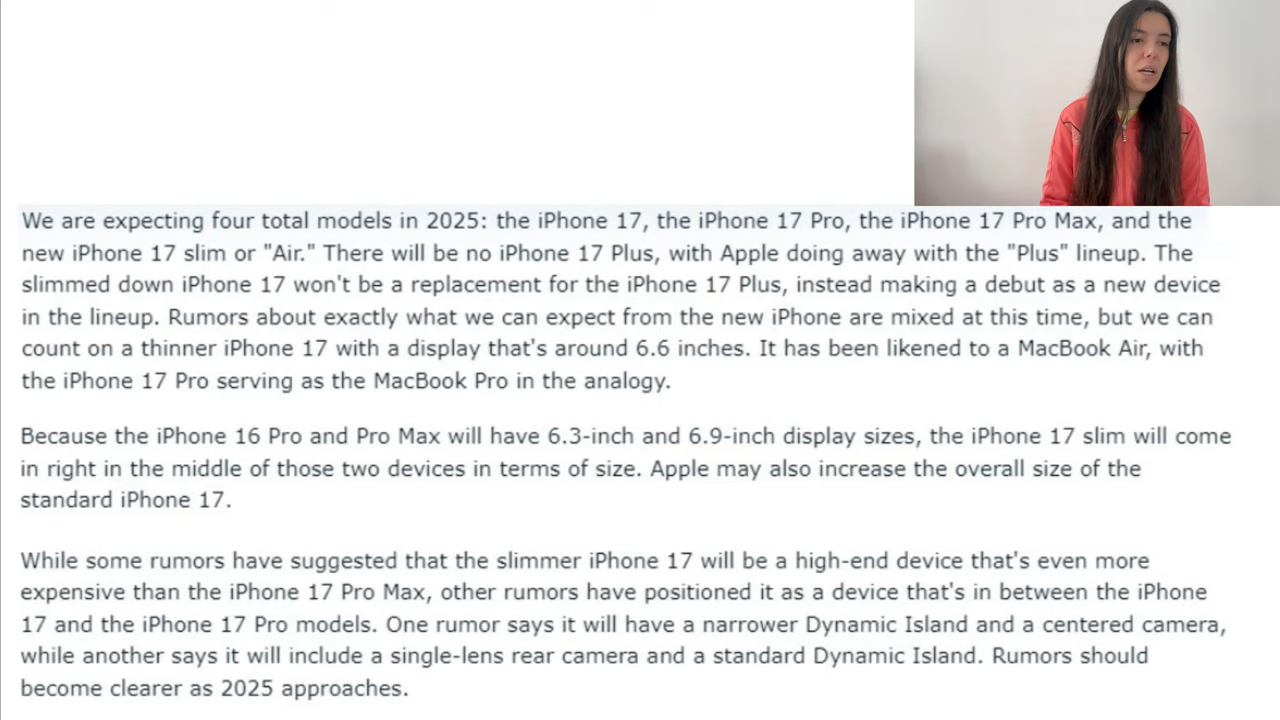 We are expecting four total models in 2025: the iPhone 17, the iPhone 17 Pro, the iPhone 17 Pro Max, and the
new iPhone 17 slim or "Air." There will be no iPhone 17 Plus, with Apple doing away with the "Plus" lineup. The
slimmed down iPhone 17 won't be a replacement for the iPhone 17 Plus, instead making a debut as a new device
in the lineup. Rumors about exactly what we can expect from the new iPhone are mixed at this time, but we can
count on a thinner iPhone 17 with a display that's around 6.6 inches. It has been likened to a MacBook Air, with
the iPhone 17 Pro serving as the MacBook Pro in the analogy.
Because the iPhone 16 Pro and Pro Max will have 6.3-inch and 6.9-inch display sizes, the iPhone 17 slim will come
in right in the middle of those two devices in terms of size. Apple may also increase the overall size of the
standard iPhone 17.
While some rumors have suggested that the slimmer iPhone 17 will be a high-end device that's even more
expensive than the iPhone 17 Pro Max, other rumors have positioned it as a device that's in between the iPhone
17 and the iPhone 17 Pro models. One rumor says it will have a narrower Dynamic Island and a centered camera,
while another says it will include a single-lens rear camera and a standard Dynamic Island. Rumors should
become clearer as 2025 approaches.